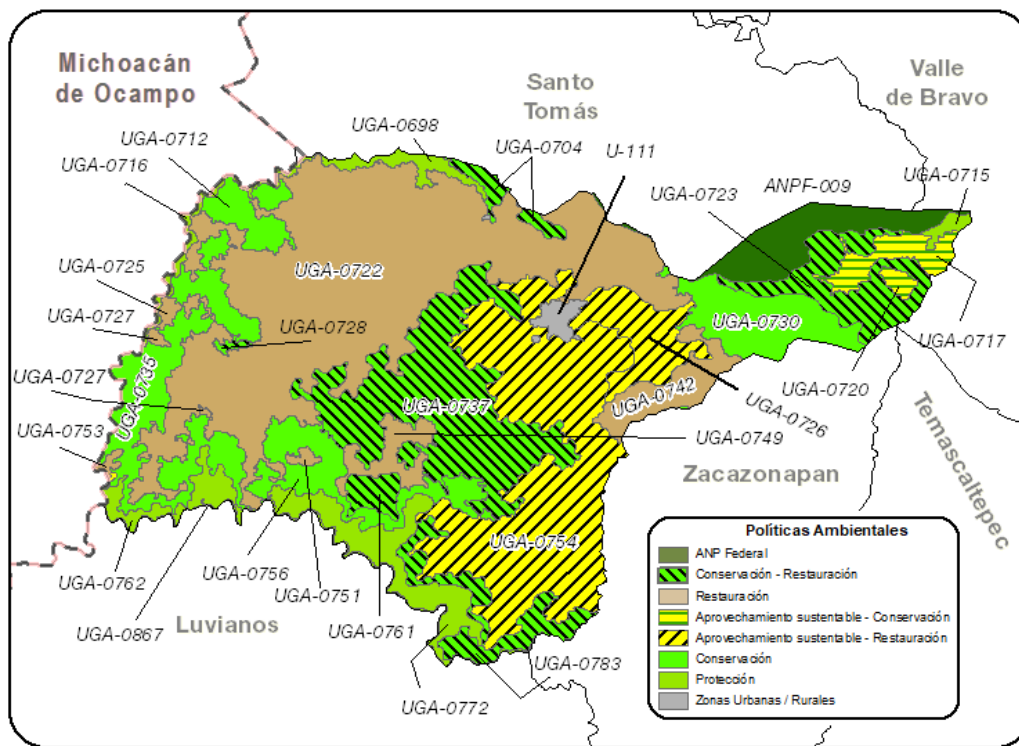 Michoacán
de Ocampo
Santo
Tomás
Valle
de Bravo
UGA-0712
UGA-0698
UGA-0704
U-111
UGA-0716
UGA-0723
ANPF-009
UGA-0715
UGA-0725
UGA-0722
UGA-0727
UGA-0728
UGA-0730
UGA-0717
UGA-0727
UGA-0735
UGA-0737
UGA-0742
UGA-0720
UGA-0726
UGA-0753
UGA-0749
Zacazonapan
Temascaltepec
UGA-0754
UGA-0762
UGA-0756
UGA-0751
UGA-0867
Luvianos
UGA-0761
UGA-0783
UGA-0772
Políticas Ambientales
ANP Federal
Conservación - Restauración
Restauración
Aprovechamiento sustentable - Conservación
Aprovechamiento sustentable - Restauración
Conservación
Protección
Zonas Urbanas / Rurales